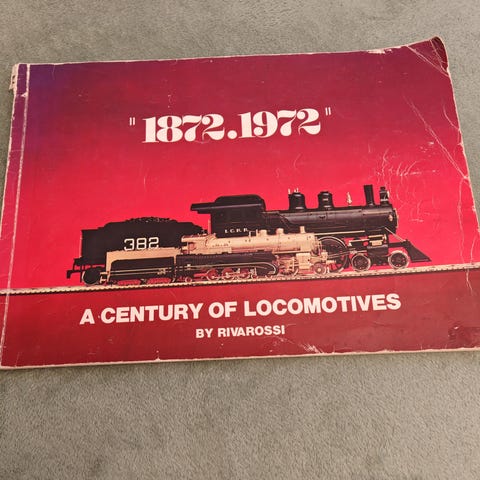 "1872.1972"
I.C.R.R.
382
A CENTURY OF LOCOMOTIVES
BY RIVAROSSI